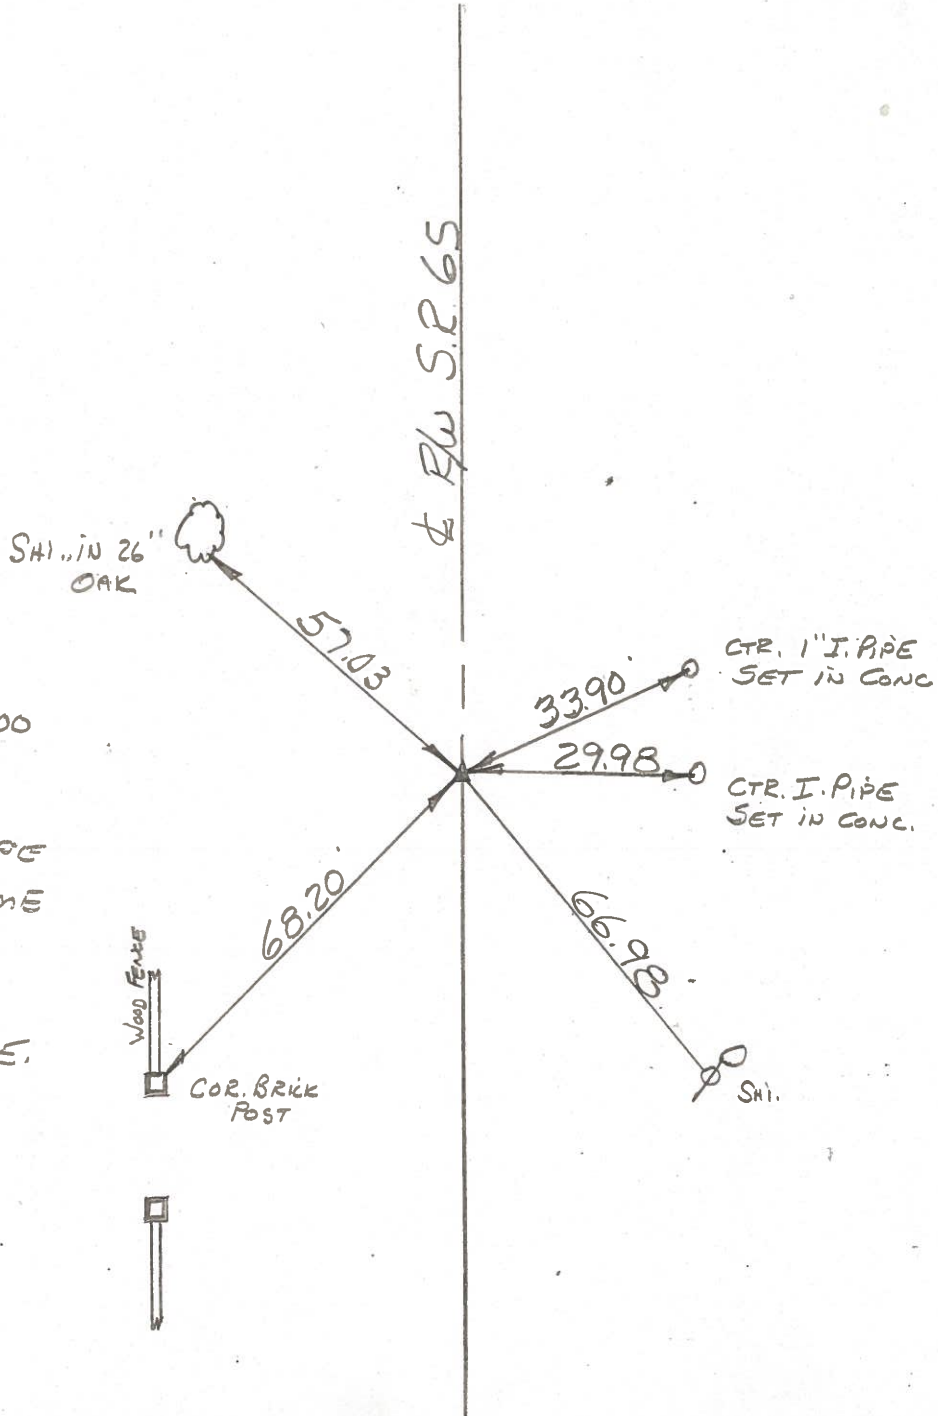 ℄ R/W S.R. 65
SHI. IN 26"
OAK
57.03
CTR. 1" I. PIPE
SET IN CONC
33.90'
29.98
CTR. I. PIPE
SET IN CONC.
68.20'
66.98
WOOD FENCE
COR. BRICK
POST
SHI.
00
E.